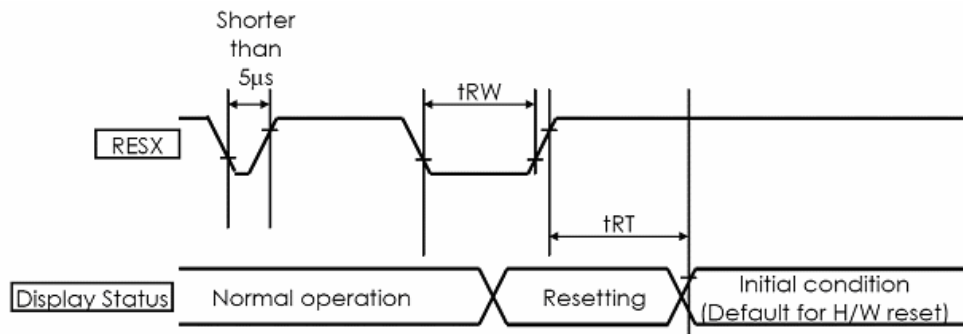 Shorter
than
5μs
tRW
RESX
tRT
Display Status
Normal operation
Resetting
Initial condition
(Default for H/W reset)